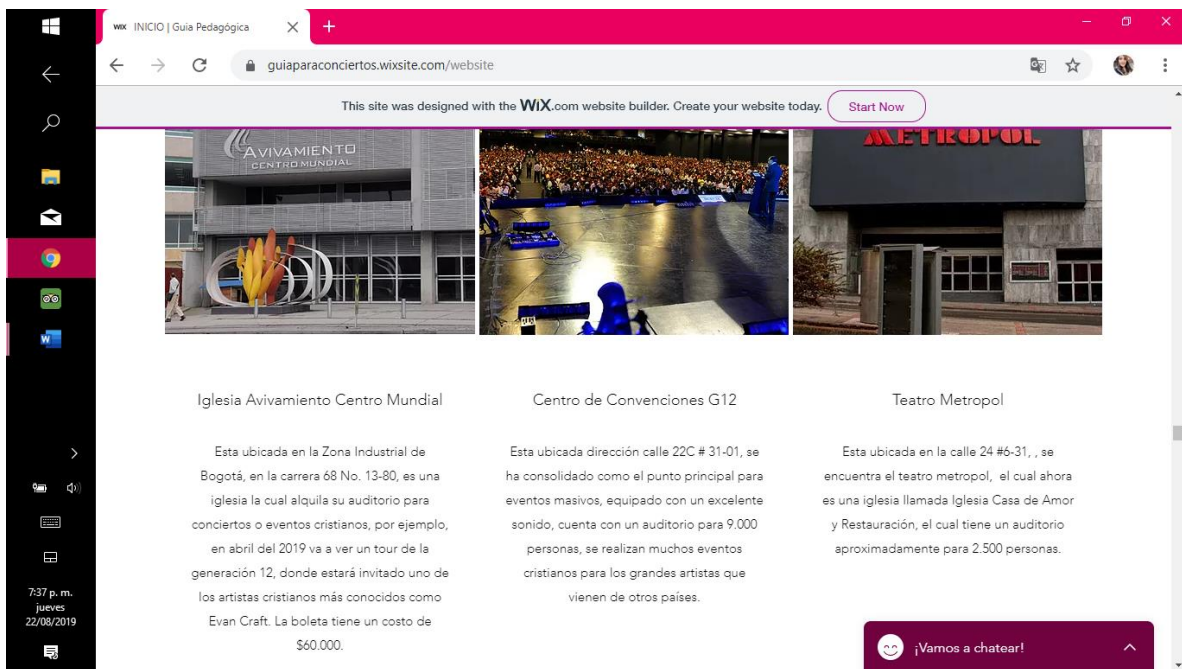 WiX INICIO | Guia Pedagógica
guiaparaconciertos.wixsite.com/website
This site was designed with the WiX.com website builder. Create your website today. Start Now
AVIVAMIENTO
CENTRO MUNDIAL
METROPOL
Iglesia Avivamiento Centro Mundial
Esta ubicada en la Zona Industrial de
Bogotá, en la carrera 68 No. 13-80, es una
iglesia la cual alquila su auditorio para
conciertos o eventos cristianos, por ejemplo,
en abril del 2019 va a ver un tour de la
generación 12, donde estará invitado uno de
los artistas cristianos más conocidos como
Evan Craft. La boleta tiene un costo de
$60.000.
Centro de Convenciones G12
Esta ubicada dirección calle 22C # 31-01, se
ha consolidado como el punto principal para
eventos masivos, equipado con un excelente
sonido, cuenta con un auditorio para 9.000
personas, se realizan muchos eventos
cristianos para los grandes artistas que
vienen de otros países.
Teatro Metropol
Esta ubicada en la calle 24 #6-31, , se
encuentra el teatro metropol, el cual ahora
es una iglesia llamada Iglesia Casa de Amor
y Restauración, el cual tiene un auditorio
aproximadamente para 2.500 personas.
¡Vamos a chatear!
7:37 p. m.
jueves
22/08/2019